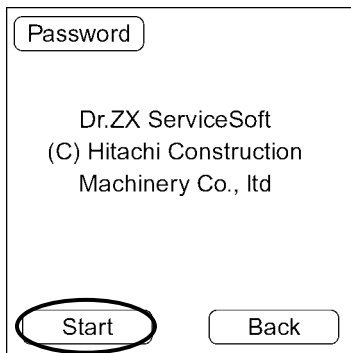 Password
Dr.ZX ServiceSoft
(C) Hitachi Construction
Machinery Co., ltd
Start
Back